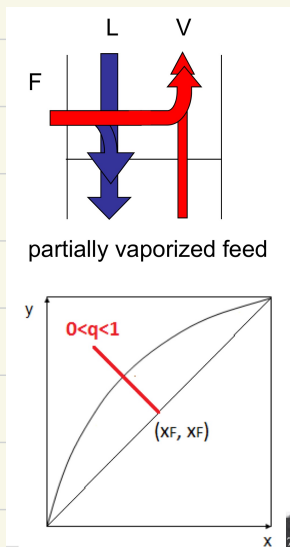 L V
F
partially vaporized feed
y
0<q<1
(xF, xF)
x